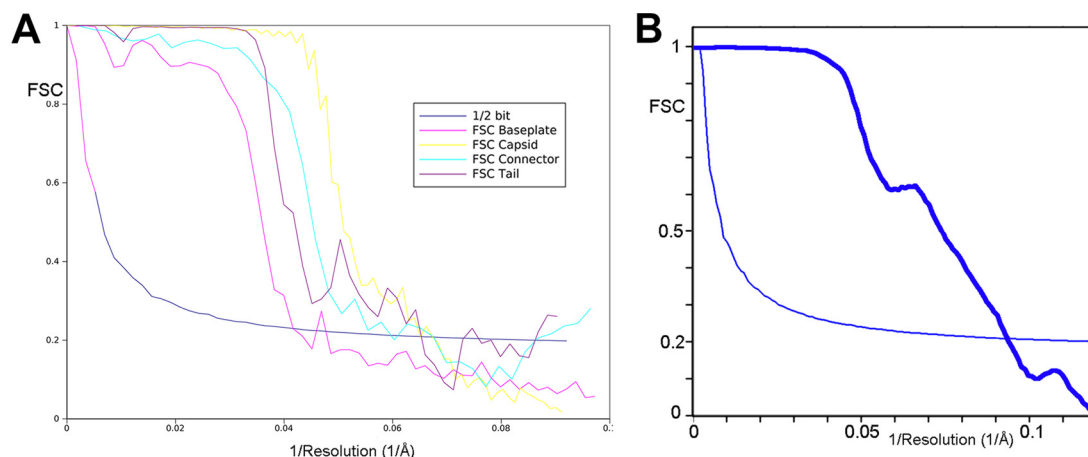 A
B
1
0.8
0.6
0.4
0.2
0
FSC
1/2 bit
FSC Baseplate
FSC Capsid
FSC Connector
FSC Tail
0
0.02
0.04
0.06
0.08
0.1
1/Resolution (1/Å)
1
FSC
0.5
0.2
0
0
0.05
0.1
1/Resolution (1/Å)